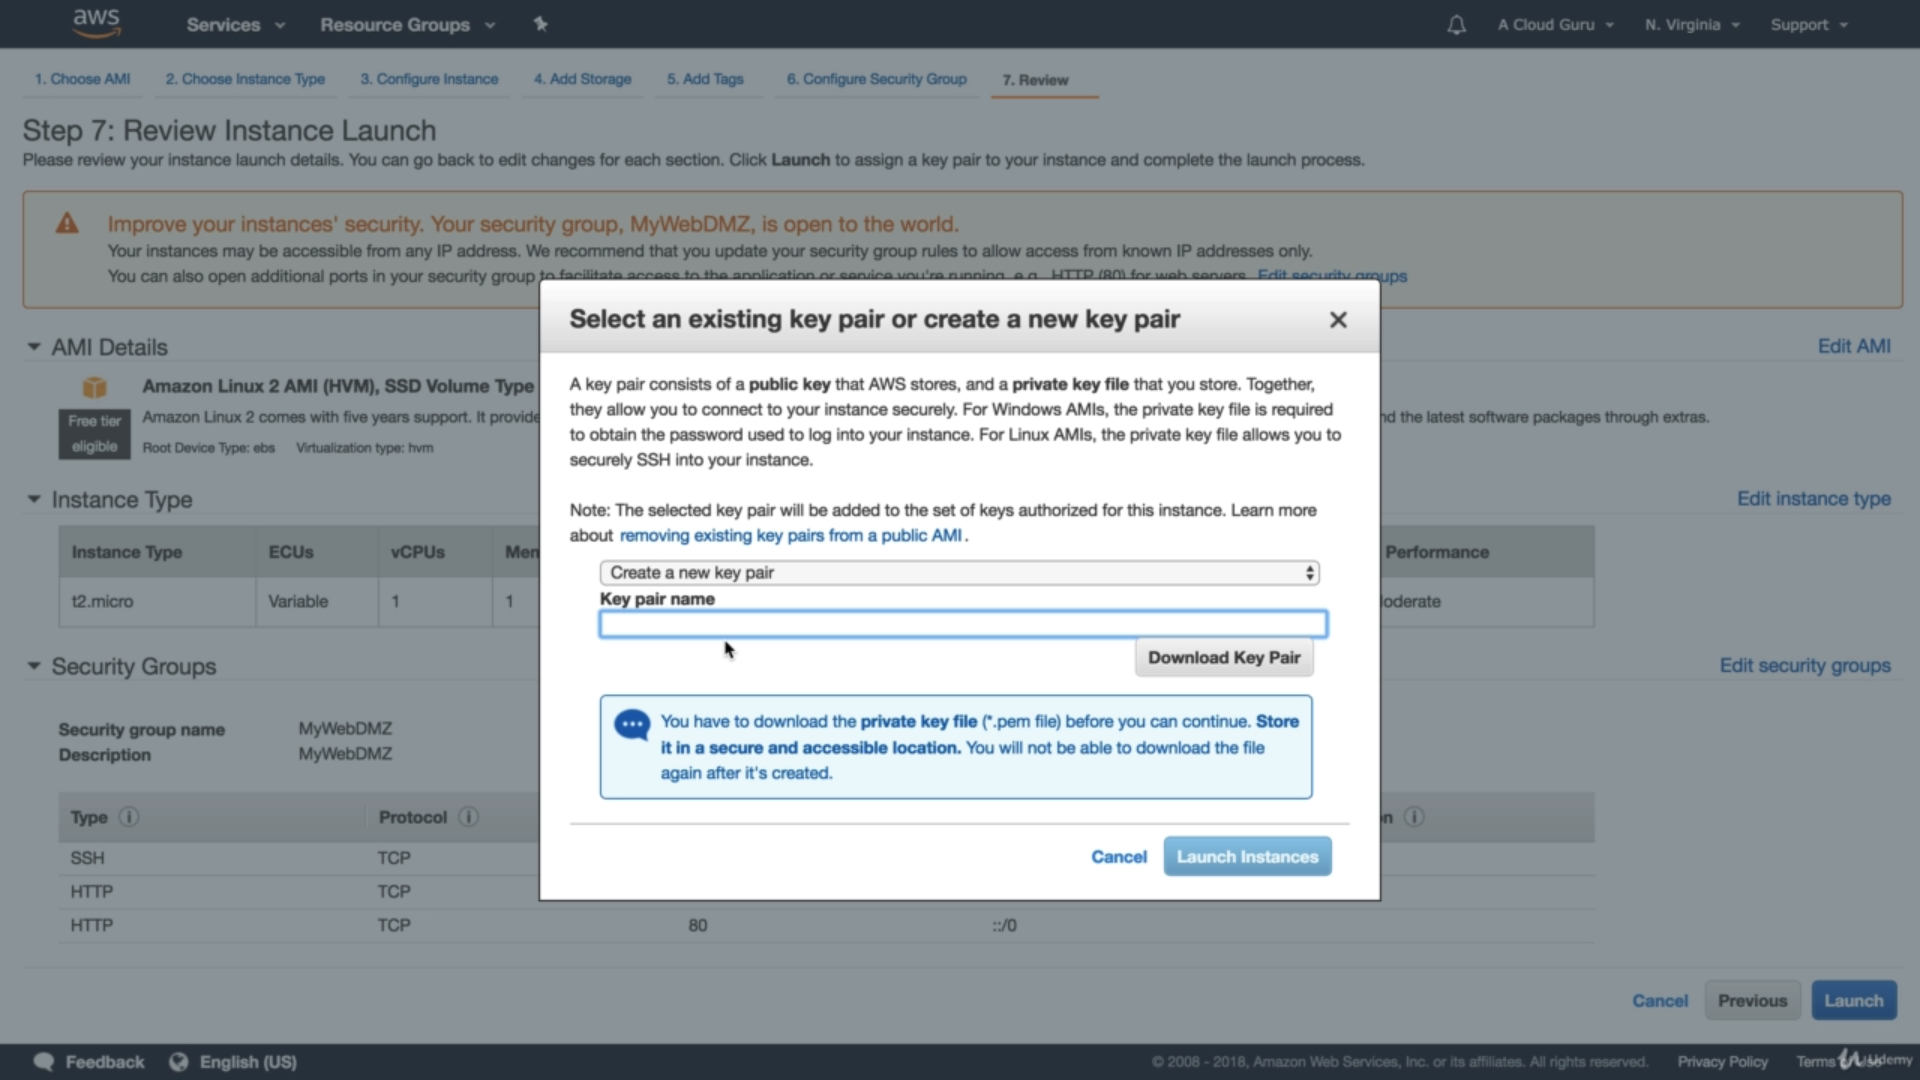 aws
Services
Resource Groups
A Cloud Guru
N. Virginia
Support
1. Choose AMI
2. Choose Instance Type
3. Configure Instance
4. Add Storage
5. Add Tags
6. Configure Security Group
7. Review
Step 7: Review Instance Launch
Please review your instance launch details. You can go back to edit changes for each section. Click Launch to assign a key pair to your instance and complete the launch process.
Improve your instances' security. Your security group, MyWebDMZ, is open to the world.
Your instances may be accessible from any IP address. We recommend that you update your security group rules to allow access from known IP addresses only.
You can also open additional ports in your security group to facilitate access to the application or service you're running, e.g., HTTP (80) for web servers. Edit security groups
AMI Details
Edit AMI
Amazon Linux 2 AMI (HVM), SSD Volume Type
Free tier
eligible
Amazon Linux 2 comes with five years support. It provide
nd the latest software packages through extras.
Root Device Type: ebs Virtualization type: hvm
Instance Type
Edit instance type
Instance Type ECUs vCPUs Mem Performance
t2.micro Variable 1 1 oderate
Security Groups
Edit security groups
Security group name MyWebDMZ
Description MyWebDMZ
Type Protocol n
SSH TCP
HTTP TCP
HTTP TCP 80 ::/0
Select an existing key pair or create a new key pair
A key pair consists of a public key that AWS stores, and a private key file that you store. Together,
they allow you to connect to your instance securely. For Windows AMIs, the private key file is required
to obtain the password used to log into your instance. For Linux AMIs, the private key file allows you to
securely SSH into your instance.
Note: The selected key pair will be added to the set of keys authorized for this instance. Learn more
about removing existing key pairs from a public AMI.
Create a new key pair
Key pair name
Download Key Pair
You have to download the private key file (*.pem file) before you can continue. Store
it in a secure and accessible location. You will not be able to download the file
again after it's created.
Cancel
Launch Instances
Cancel
Previous
Launch
Feedback
English (US)
© 2008 - 2018, Amazon Web Services, Inc. or its affiliates. All rights reserved.
Privacy Policy
Terms
Udemy